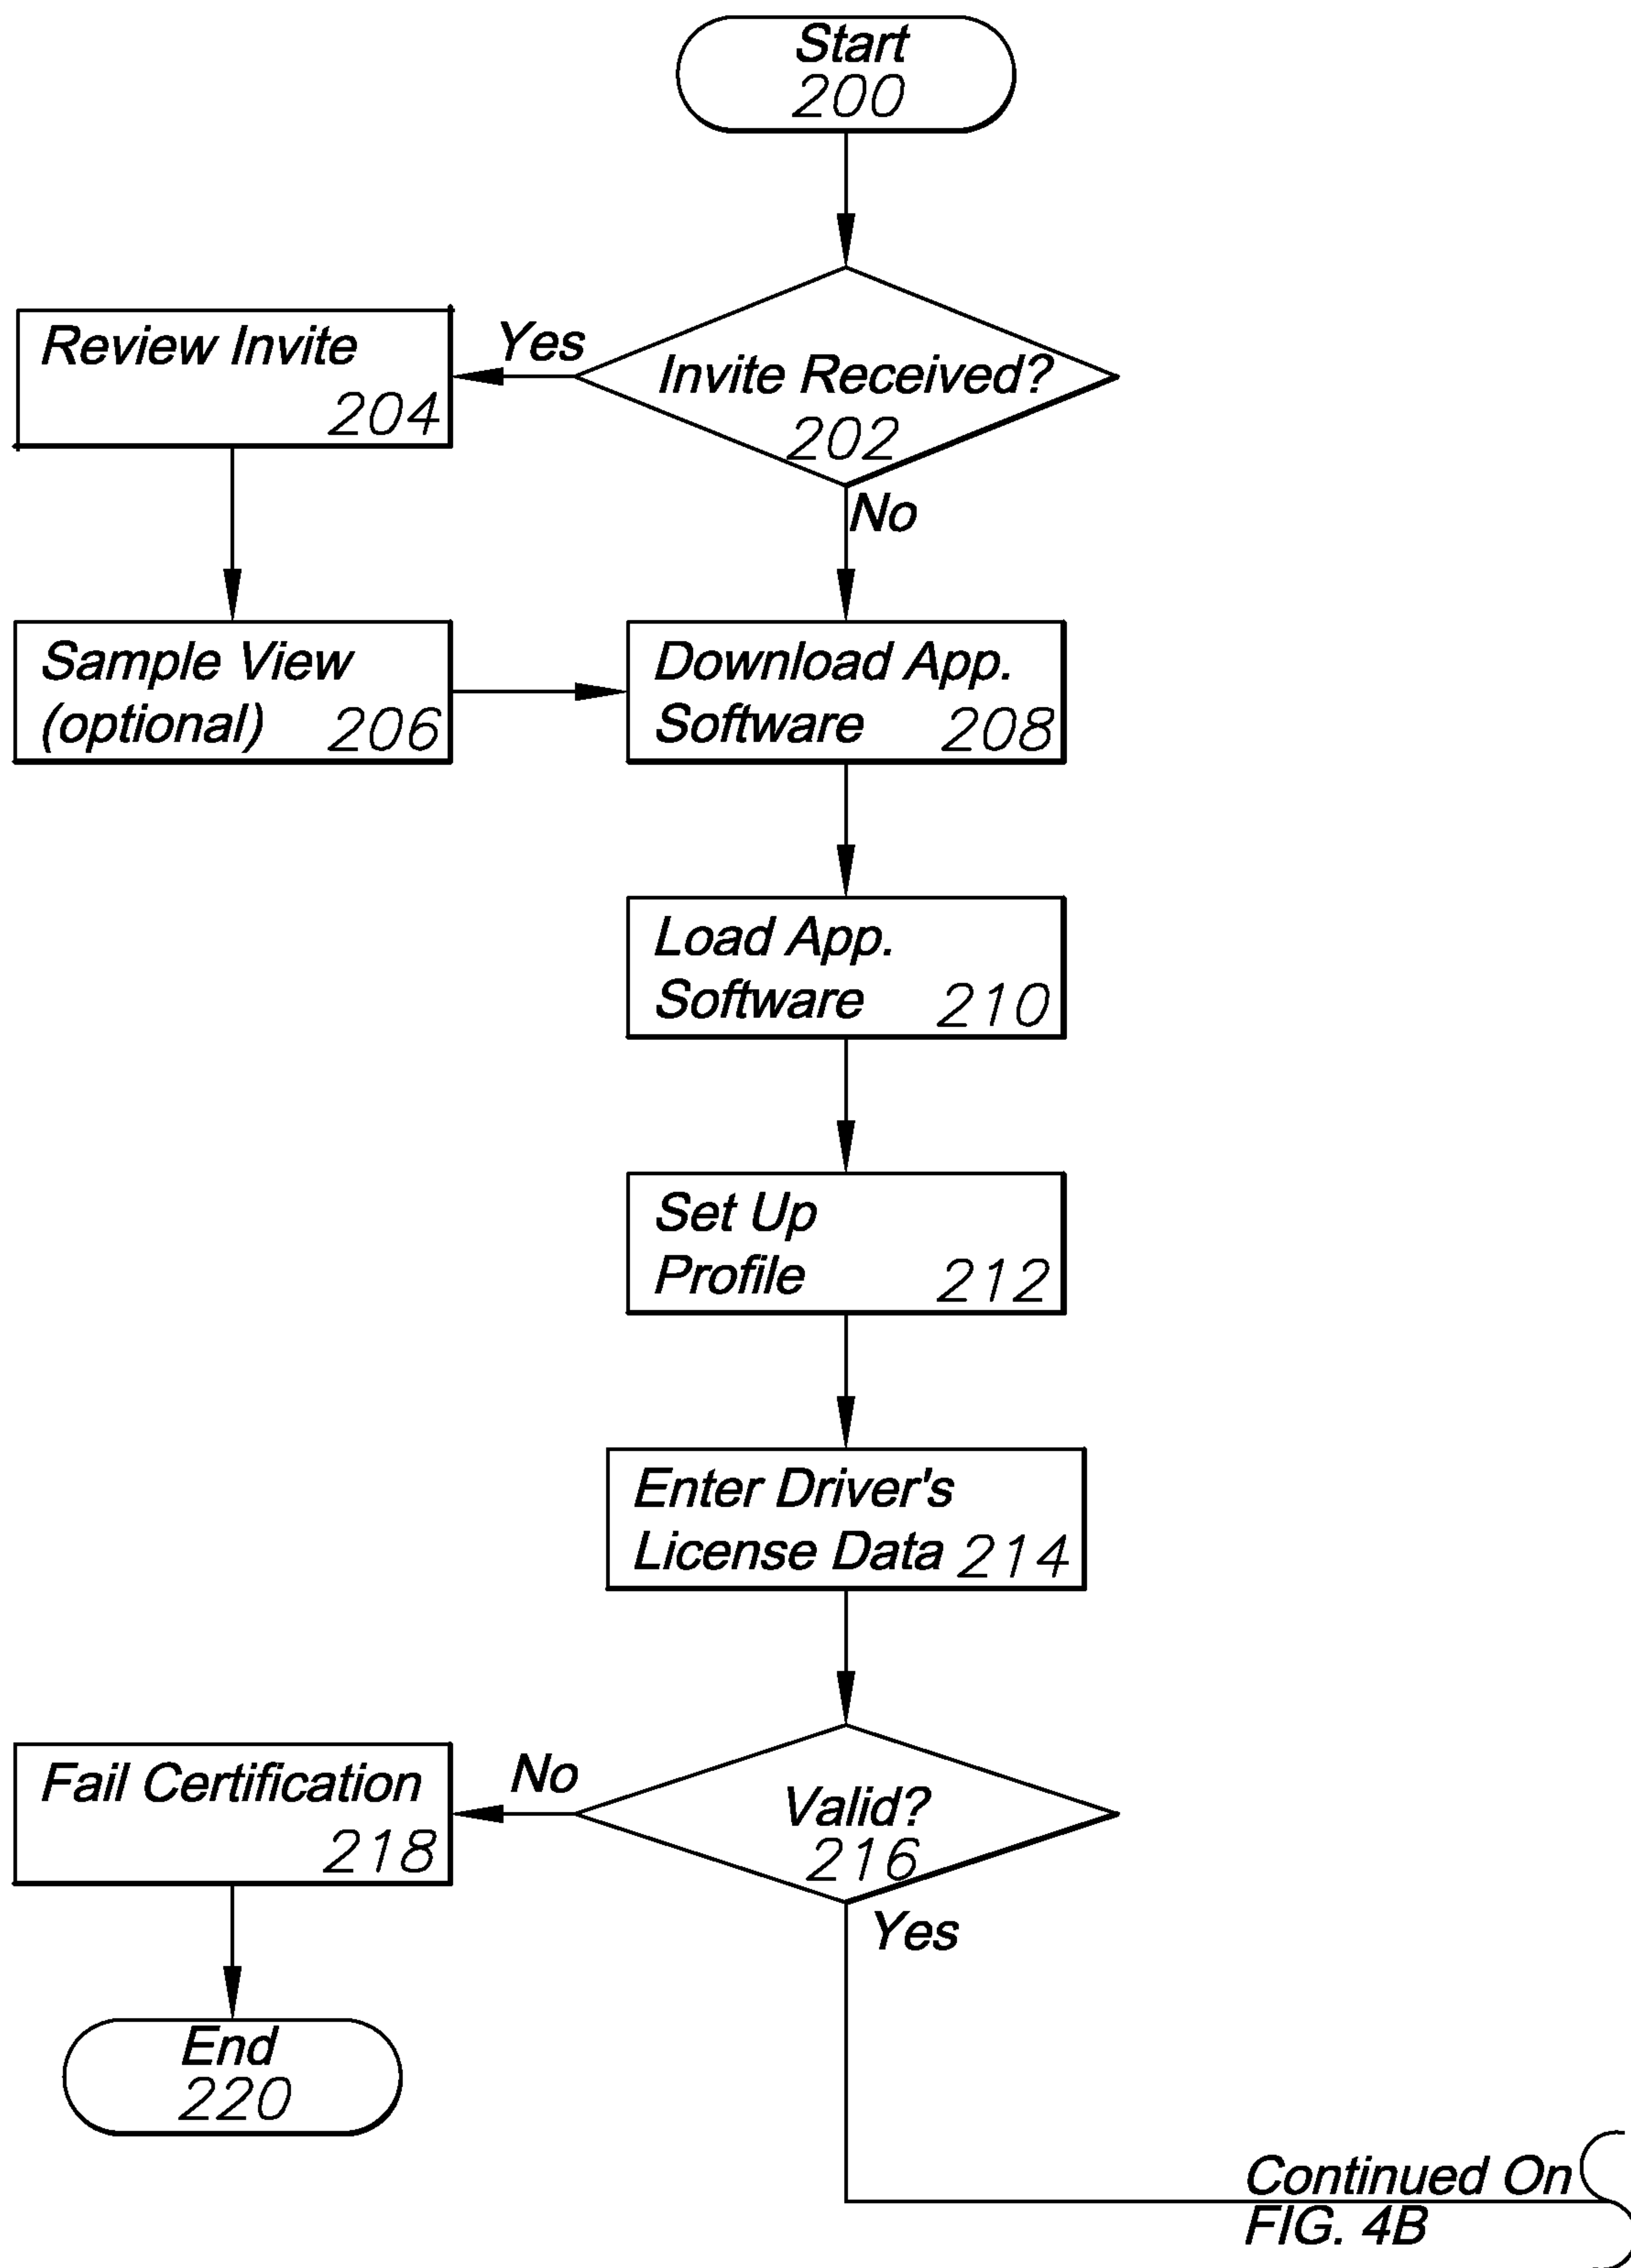 Start
200
Invite Received?
202
Yes
Review Invite
204
No
Sample View
(optional) 206
Download App.
Software 208
Load App.
Software 210
Set Up
Profile 212
Enter Driver's
License Data 214
Valid?
216
No
Fail Certification
218
Yes
End
220
Continued On
FIG. 4B